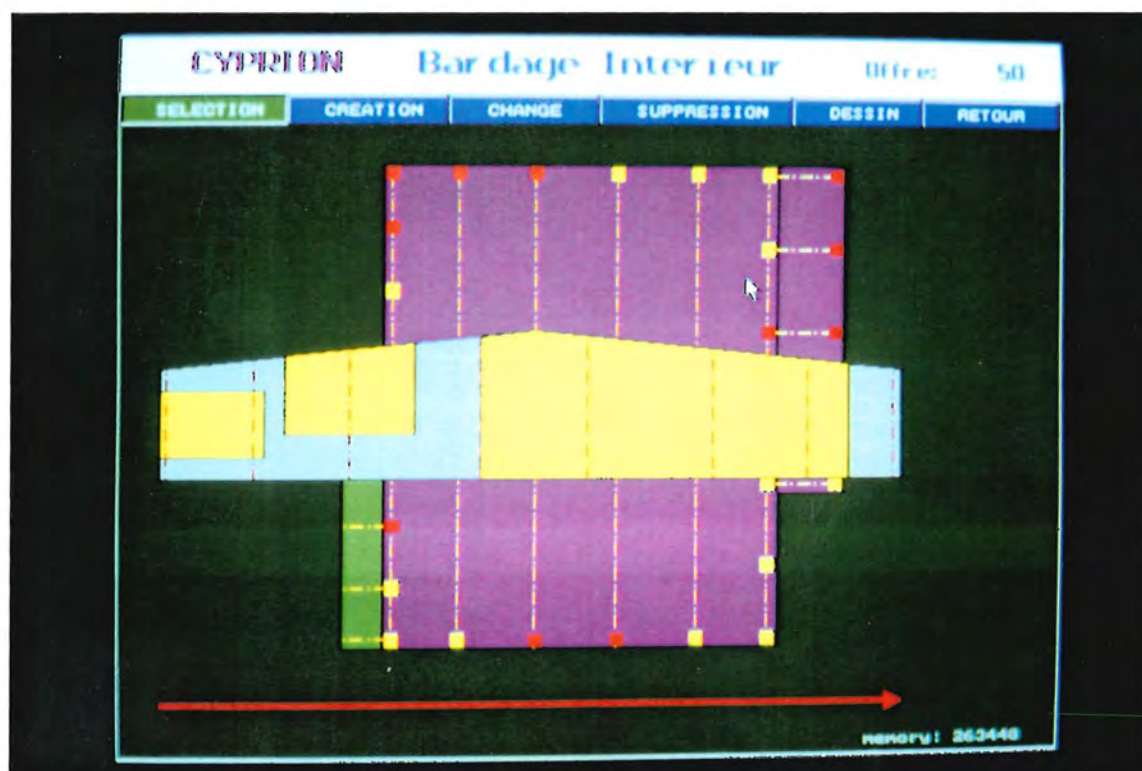 CYPRION Bardage Interieur Offre: 50
SELECTION CREATION CHANGE SUPPRESSION DESSIN RETOUR
memory: 263448